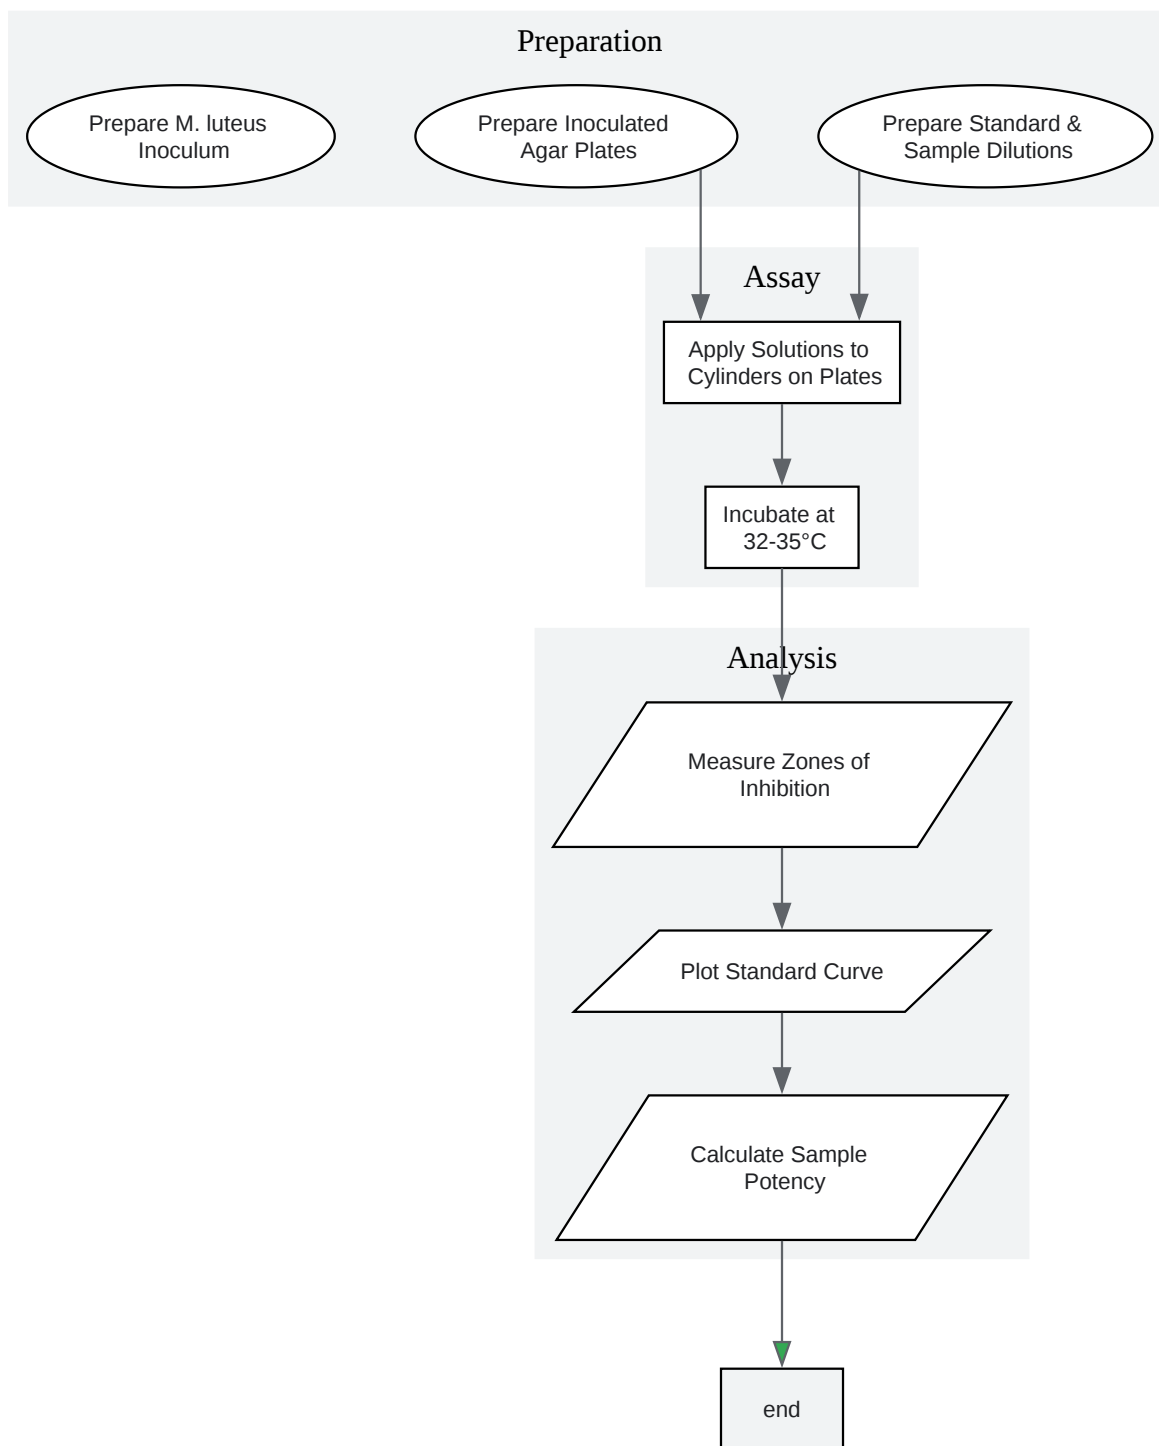 Preparation
Prepare M. luteus
Inoculum
Prepare Inoculated
Agar Plates
Prepare Standard &
Sample Dilutions
Assay
Apply Solutions to
Cylinders on Plates
Incubate at
32-35°C
Analysis
Measure Zones of
Inhibition
Plot Standard Curve
Calculate Sample
Potency
end